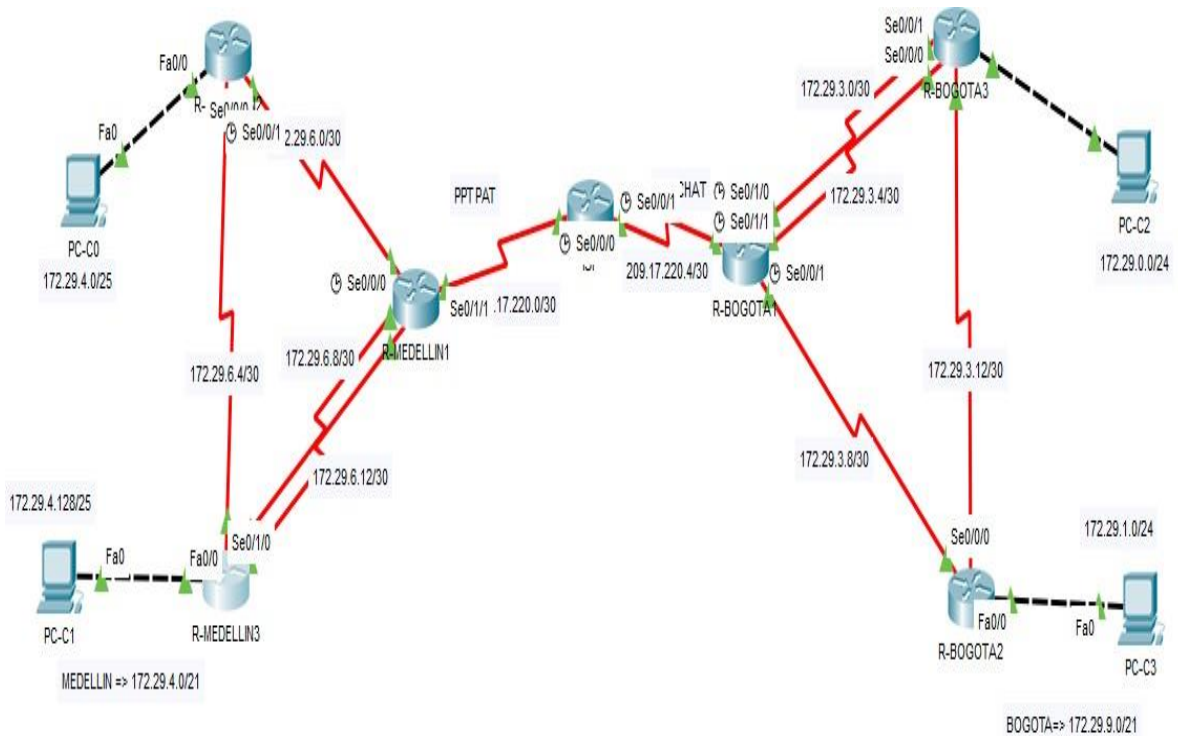 Se0/0/1
Se0/0/0
R-BOGOTA3
Fa0/0
172.29.3.0/30
Se0/0/1
2.29.6.0/30
Fa0
PPT PAT
Se0/0/1
CHAT
Se0/1/0
172.29.3.4/30
Se0/1/1
PC-C0
172.29.4.0/25
PC-C2
172.29.0.0/24
Se0/0/0
209.17.220.4/30
Se0/0/1
R-BOGOTA1
Se0/0/0
Se0/1/1
.17.220.0/30
R-MEDELLIN1
172.29.6.8/30
172.29.6.4/30
172.29.3.12/30
172.29.6.12/30
172.29.3.8/30
172.29.4.128/25
Fa0
Fa0/0
Se0/1/0
PC-C1
R-MEDELLIN3
MEDELLIN => 172.29.4.0/21
Se0/0/0
172.29.1.0/24
Fa0/0
Fa0
R-BOGOTA2
PC-C3
BOGOTA=> 172.29.9.0/21